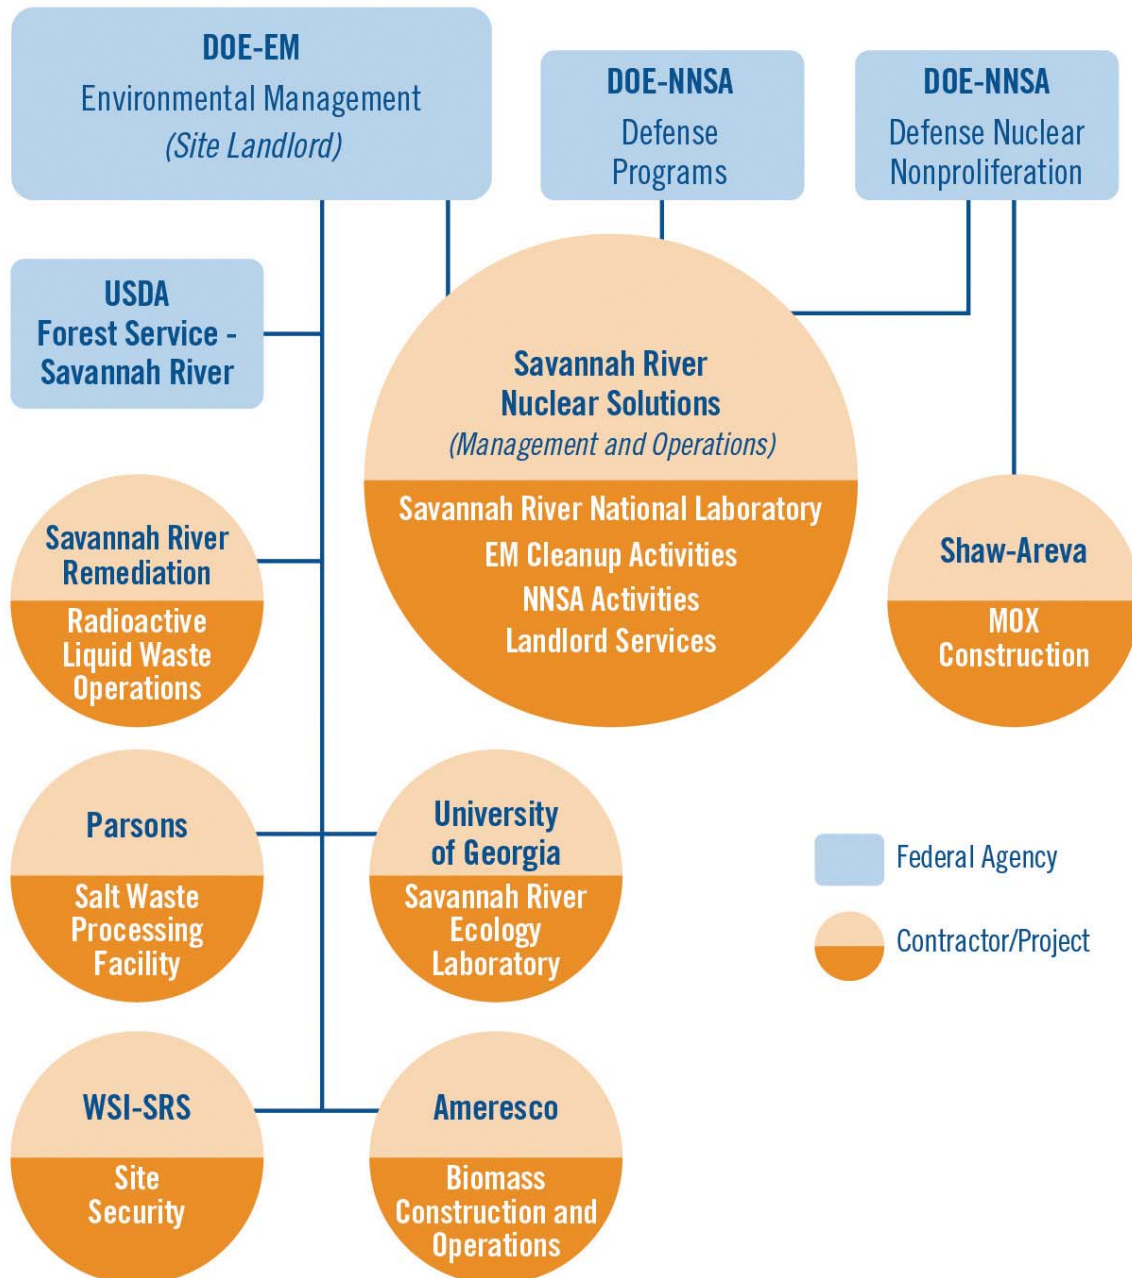 DOE-EM
Environmental Management
(Site Landlord)
DOE-NNSA
Defense
Programs
DOE-NNSA
Defense Nuclear
Nonproliferation
USDA
Forest Service -
Savannah River
Savannah River
Nuclear Solutions
(Management and Operations)
Savannah River National Laboratory
EM Cleanup Activities
NNSA Activities
Landlord Services
Savannah River
Remediation
Radioactive
Liquid Waste
Operations
Shaw-Areva
MOX
Construction
Parsons
Salt Waste
Processing
Facility
University
of Georgia
Savannah River
Ecology
Laboratory
Federal Agency
Contractor/Project
WSI-SRS
Site
Security
Ameresco
Biomass
Construction and
Operations